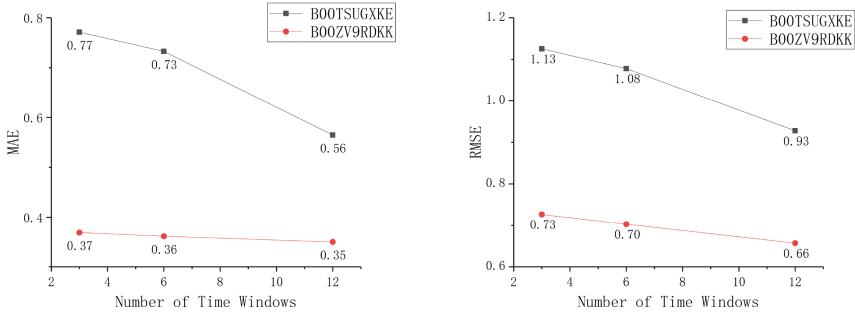 B00TSUGXKE
B00ZV9RDKK
0.8
0.6
0.4
MAE
0.77
0.73
0.56
0.37
0.36
0.35
2 4 6 8 10 12
Number of Time Windows
B00TSUGXKE
B00ZV9RDKK
1.2
1.0
0.8
0.6
RMSE
1.13
1.08
0.93
0.73
0.70
0.66
2 4 6 8 10 12
Number of Time Windows